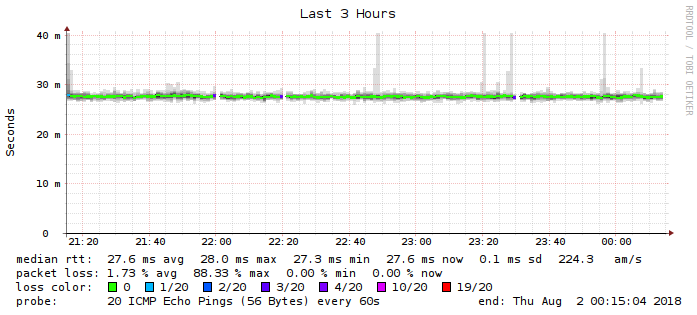 Last 3 Hours
RRDTOOL / TOBI OETIKER
Seconds
40 m
30 m
20 m
10 m
0
21:20 21:40 22:00 22:20 22:40 23:00 23:20 23:40 00:00
median rtt: 27.6 ms avg 28.0 ms max 27.3 ms min 27.6 ms now 0.1 ms sd 224.3 am/s
packet loss: 1.73 % avg 88.33 % max 0.00 % min 0.00 % now
loss color: 0 1/20 2/20 3/20 4/20 10/20 19/20
probe: 20 ICMP Echo Pings (56 Bytes) every 60s end: Thu Aug 2 00:15:04 2018